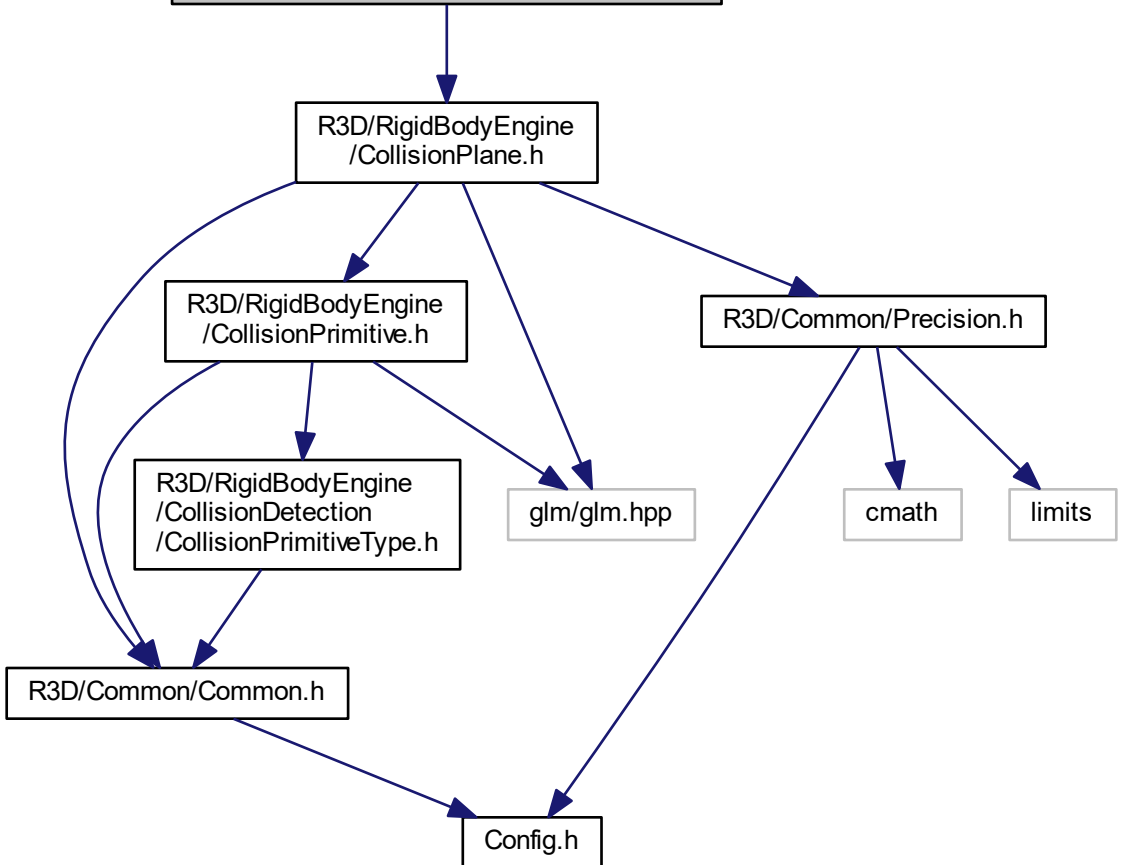 R3D/RigidBodyEngine
/CollisionPlane.h
R3D/RigidBodyEngine
/CollisionPrimitive.h
R3D/Common/Precision.h
R3D/RigidBodyEngine
/CollisionDetection
/CollisionPrimitiveType.h
glm/glm.hpp
cmath
limits
R3D/Common/Common.h
Config.h